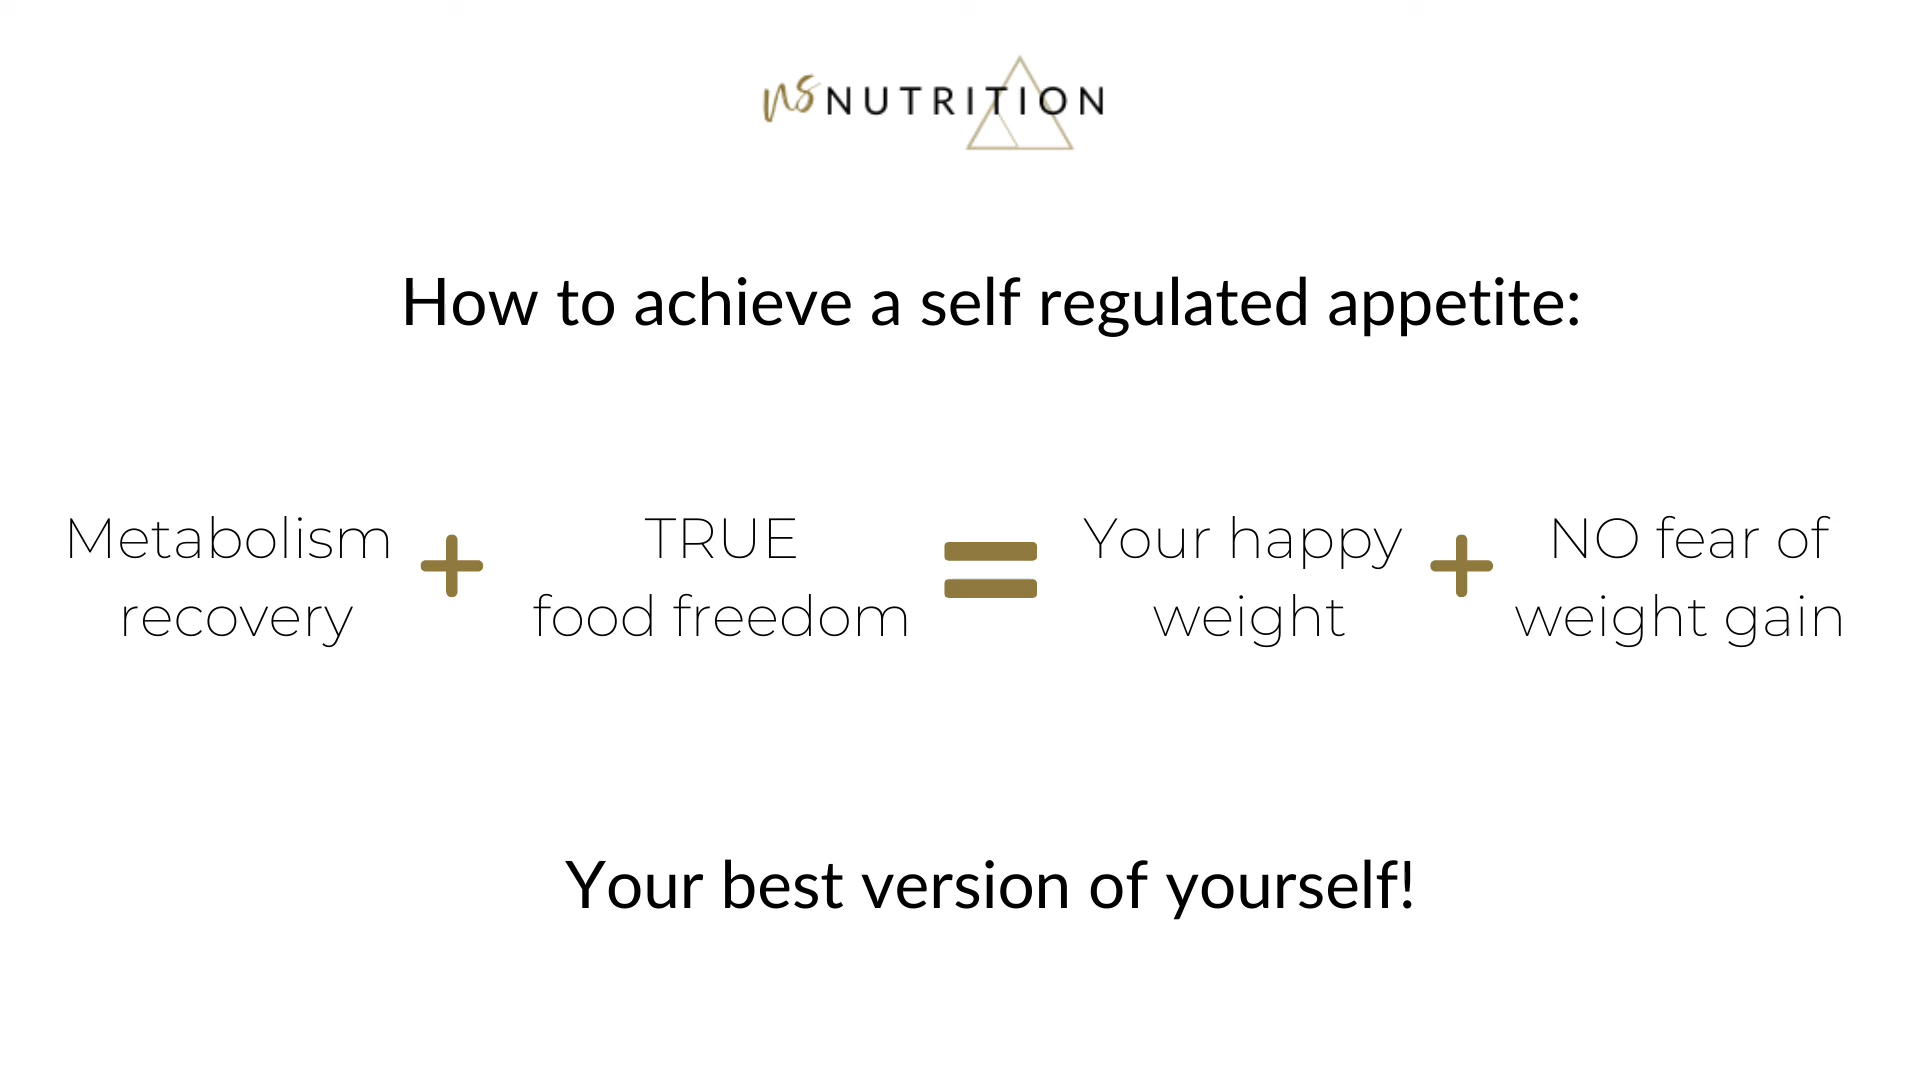 ns NUTRITION
How to achieve a self regulated appetite:
Metabolism recovery + TRUE food freedom = Your happy weight + NO fear of weight gain
Your best version of yourself!